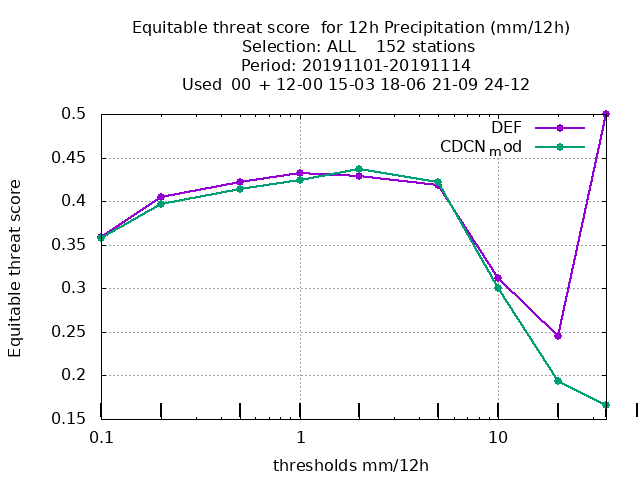 Equitable threat score  for 12h Precipitation (mm/12h)
Selection: ALL    152 stations
Period: 20191101-20191114
Used  00 + 12-00 15-03 18-06 21-09 24-12
DEF
CDCN_mod
0.5
0.45
0.4
0.35
0.3
0.25
0.2
0.15
Equitable threat score
0.1 1 10
thresholds mm/12h